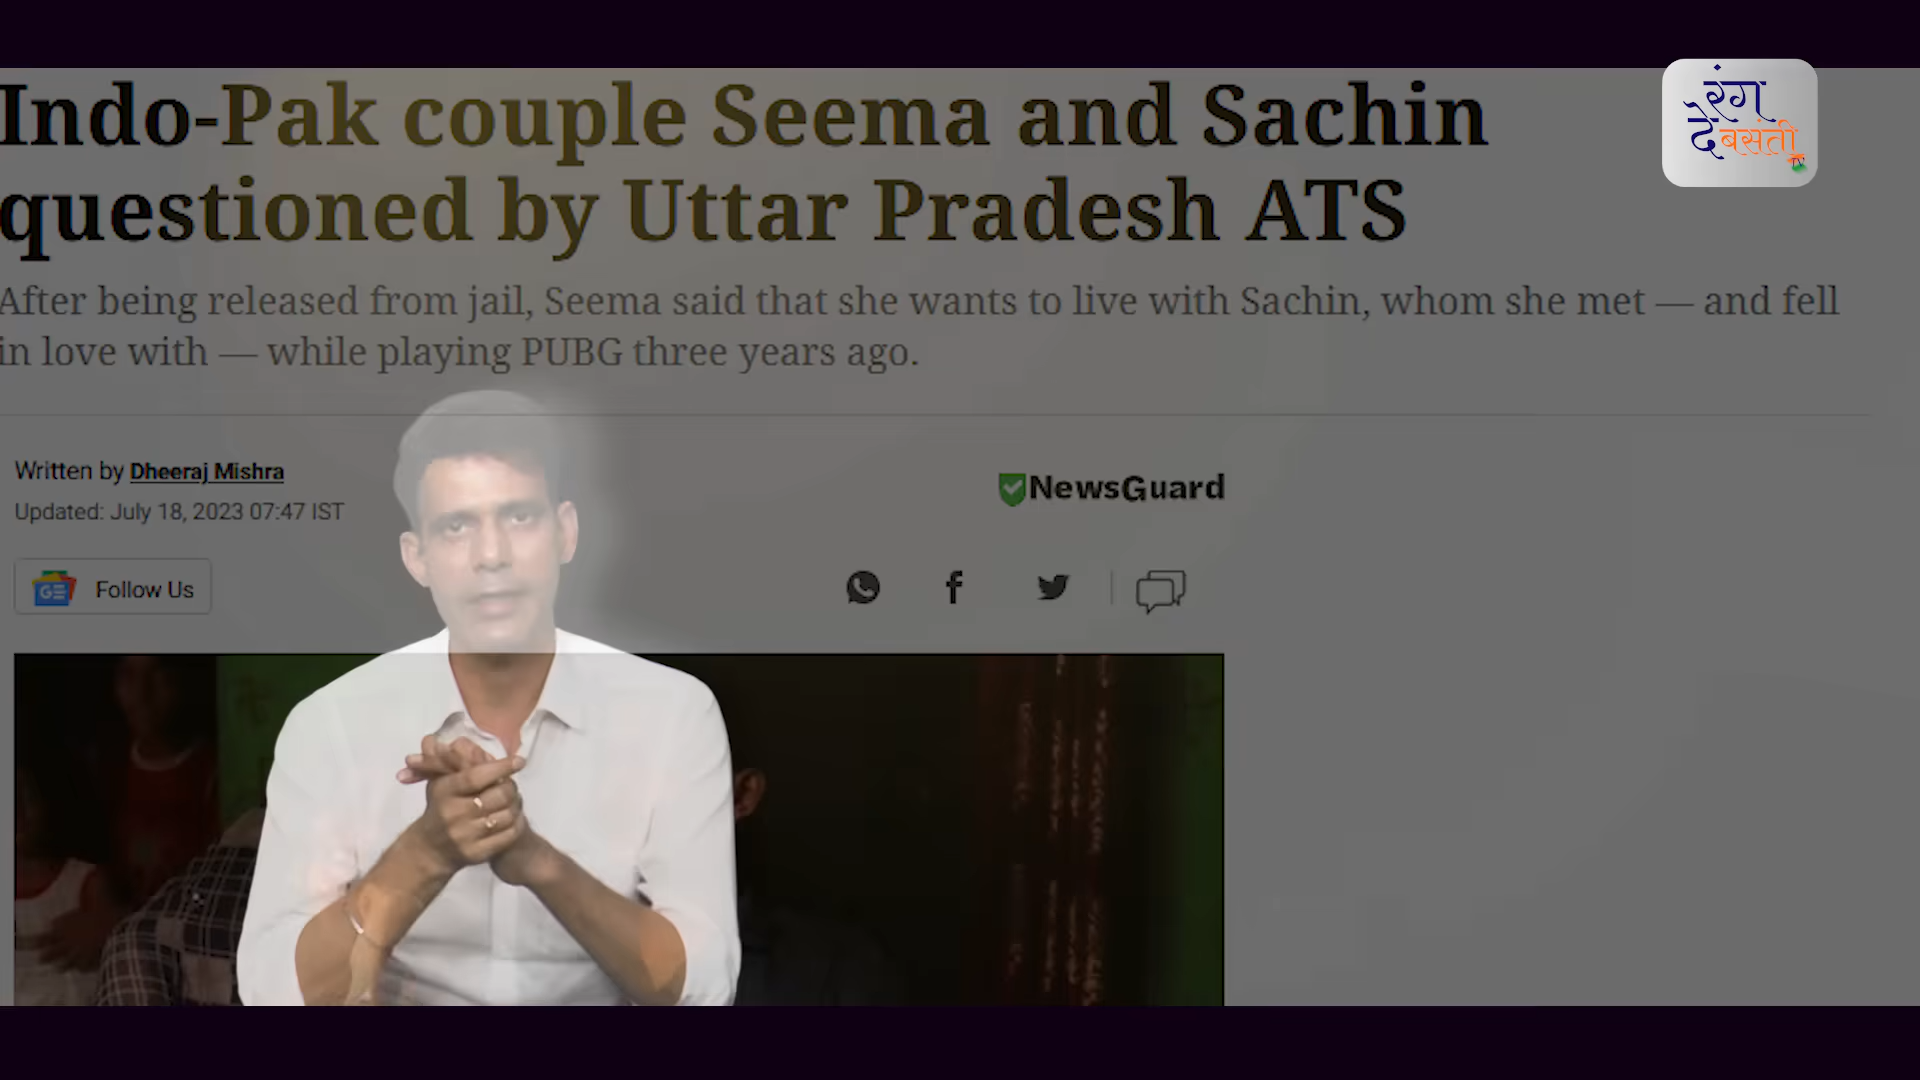 Indo-Pak couple Seema and Sachin
questioned by Uttar Pradesh ATS
After being released from jail, Seema said that she wants to live with Sachin, whom she met — and fell
in love with — while playing PUBG three years ago.
Written by Dheeraj Mishra
Updated: July 18, 2023 07:47 IST
NewsGuard
GE Follow Us
रंग
दे बसंती